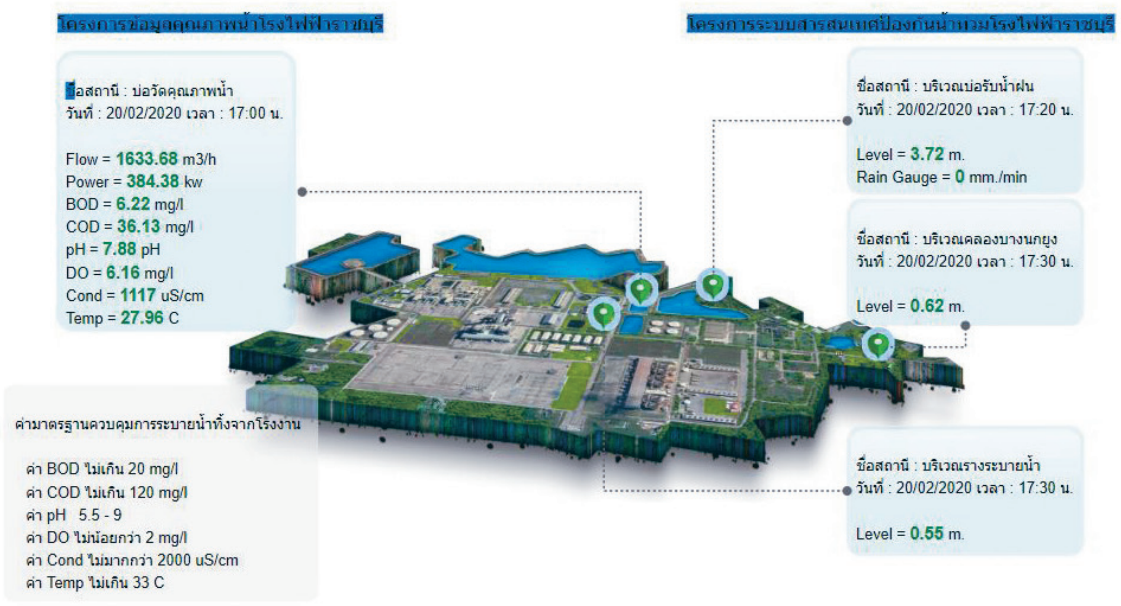 โครงการข้อมูลคุณภาพน้ำโรงไฟฟ้าราชบุรี
ชื่อสถานี : บ่อวัดคุณภาพน้ำ
วันที่ : 20/02/2020 เวลา : 17:00 น.
Flow = 1633.68 m3/h
Power = 384.38 kw
BOD = 6.22 mg/l
COD = 36.13 mg/l
pH = 7.88 pH
DO = 6.16 mg/l
Cond = 1117 uS/cm
Temp = 27.96 C
ค่ามาตรฐานควบคุมการระบายน้ำทิ้งจากโรงงาน
ค่า BOD ไม่เกิน 20 mg/l
ค่า COD ไม่เกิน 120 mg/l
ค่า pH 5.5 - 9
ค่า DO ไม่น้อยกว่า 2 mg/l
ค่า Cond ไม่มากกว่า 2000 uS/cm
ค่า Temp ไม่เกิน 33 C
โครงการระบบสารสนเทศป้องกันน้ำท่วมโรงไฟฟ้าราชบุรี
ชื่อสถานี : บริเวณบ่อรับน้ำฝน
วันที่ : 20/02/2020 เวลา : 17:20 น.
Level = 3.72 m.
Rain Gauge = 0 mm./min
ชื่อสถานี : บริเวณคลองบางนกยูง
วันที่ : 20/02/2020 เวลา : 17:30 น.
Level = 0.62 m.
ชื่อสถานี : บริเวณรางระบายน้ำ
วันที่ : 20/02/2020 เวลา : 17:30 น.
Level = 0.55 m.